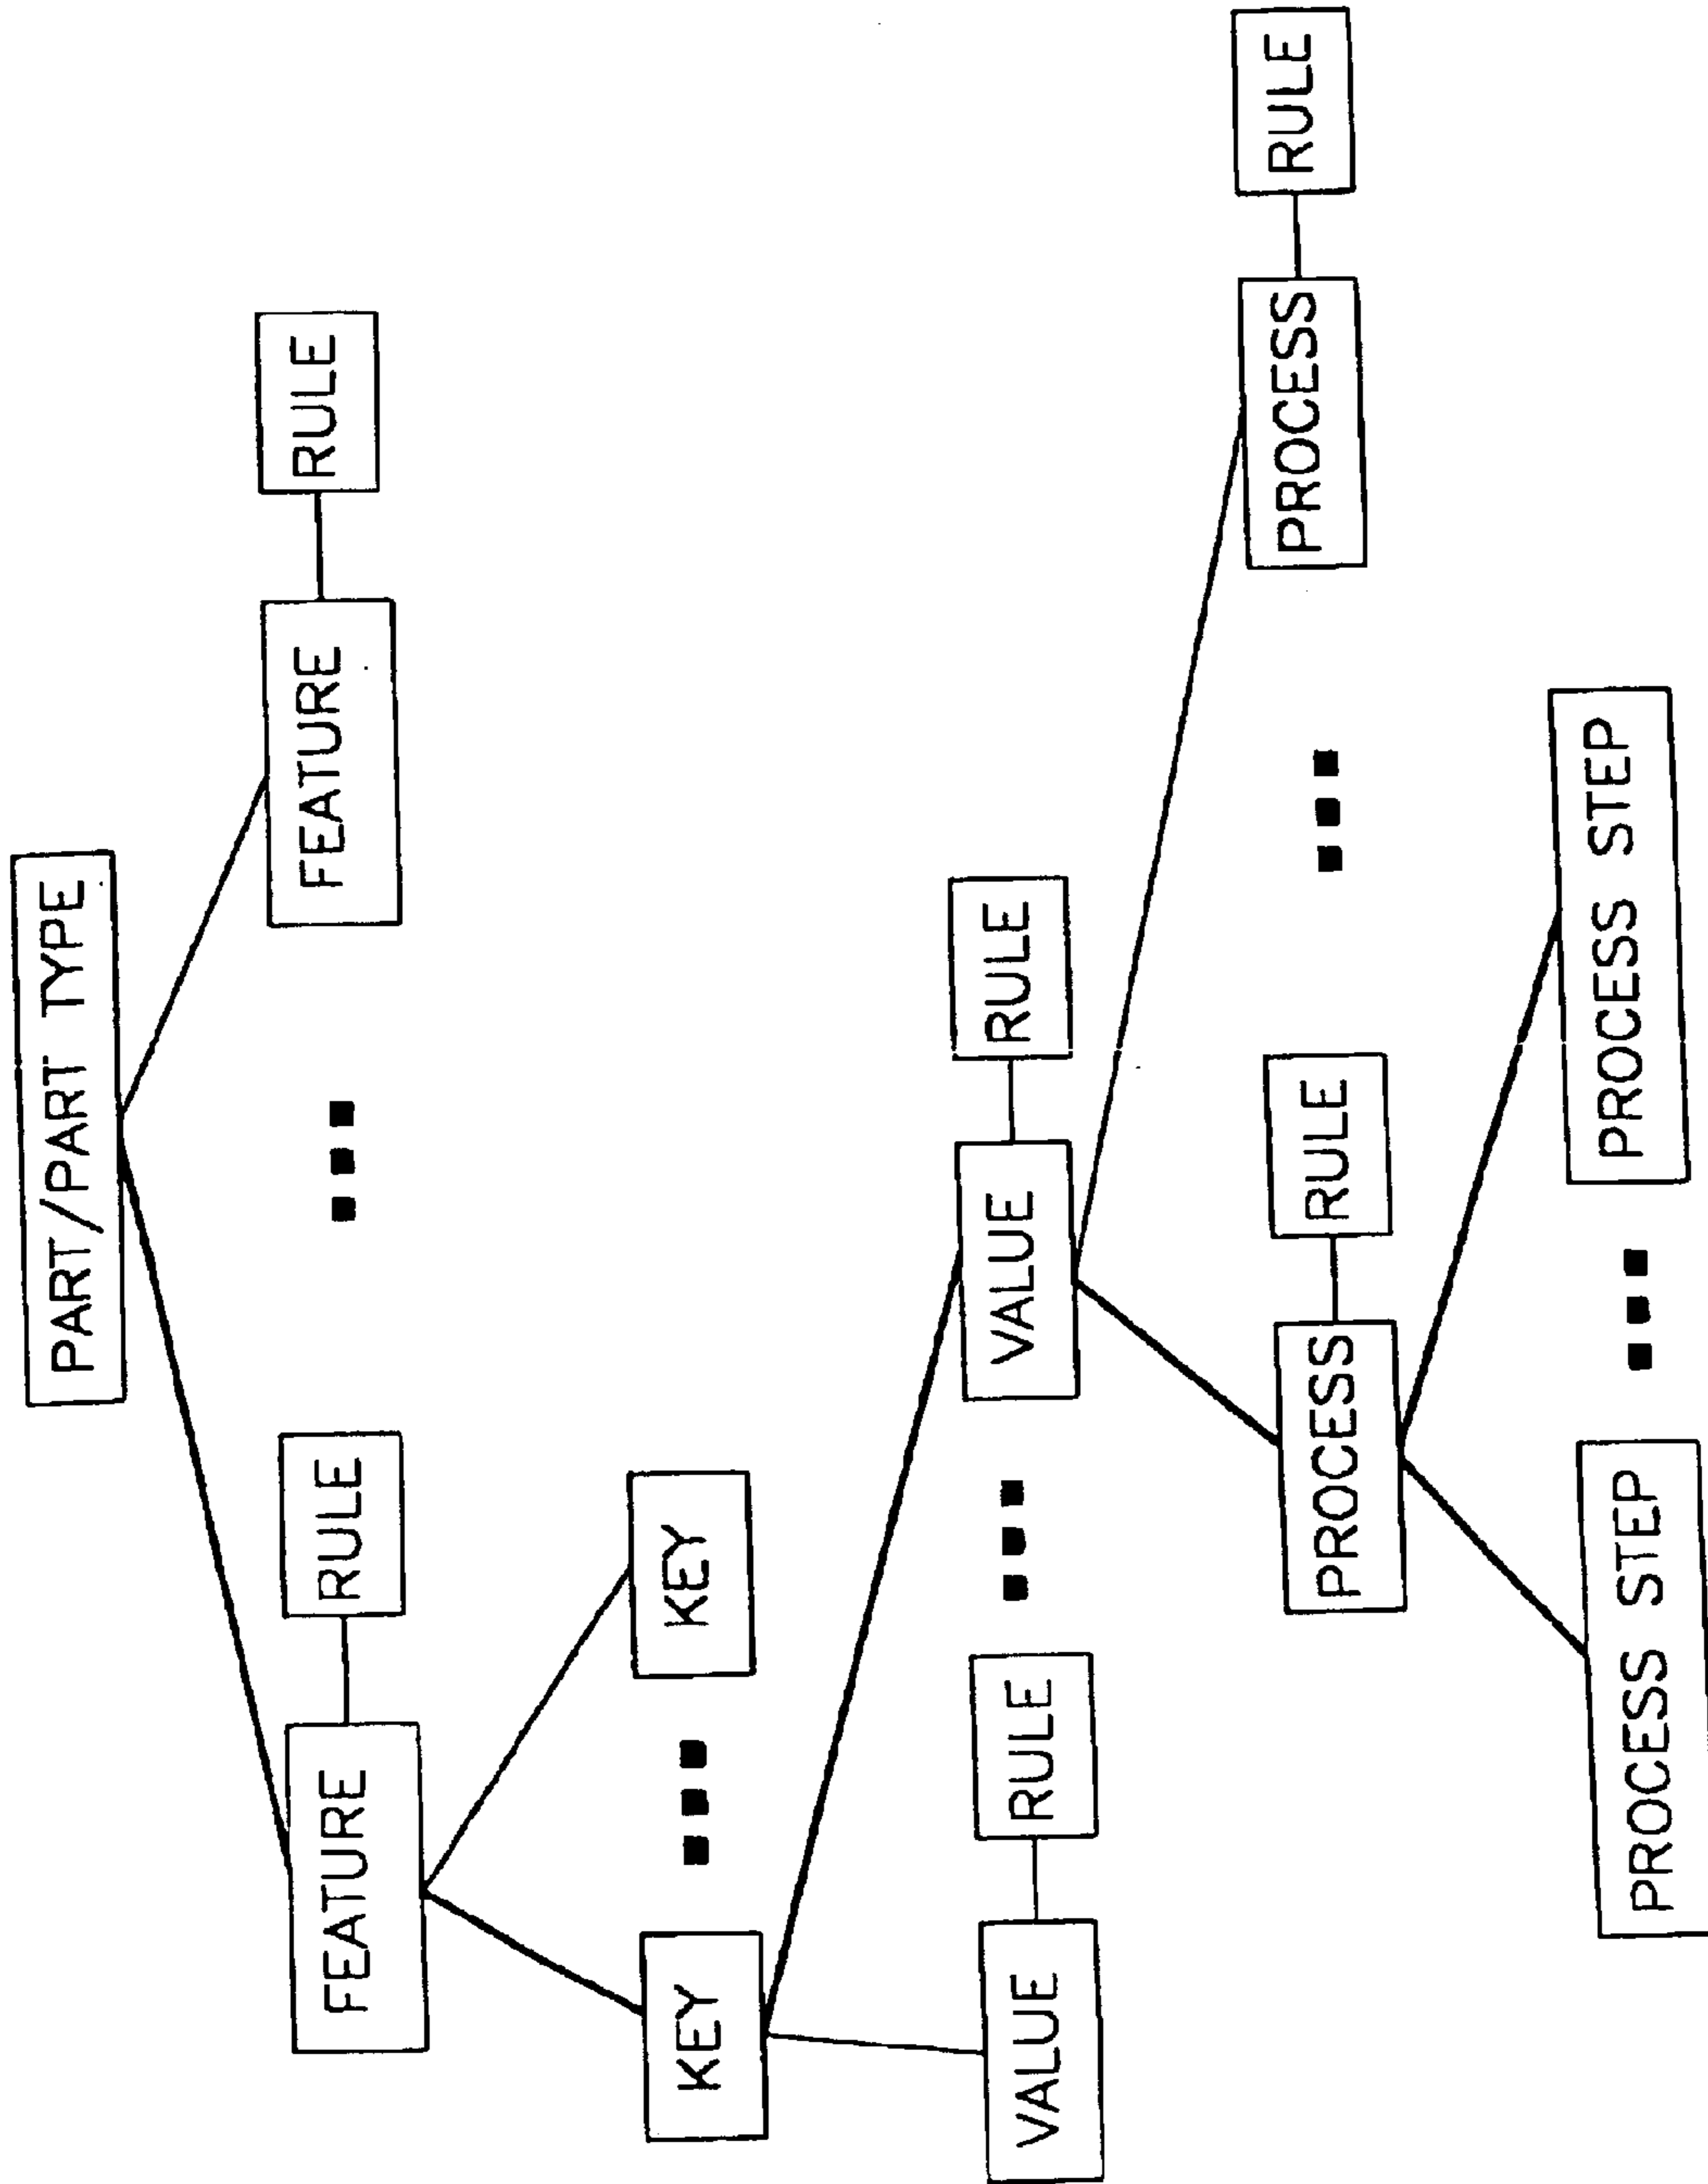 PART/PART TYPE
FEATURE
RULE
FEATURE
RULE
KEY
KEY
VALUE
RULE
VALUE
RULE
PROCESS
RULE
PROCESS
RULE
PROCESS STEP
PROCESS STEP